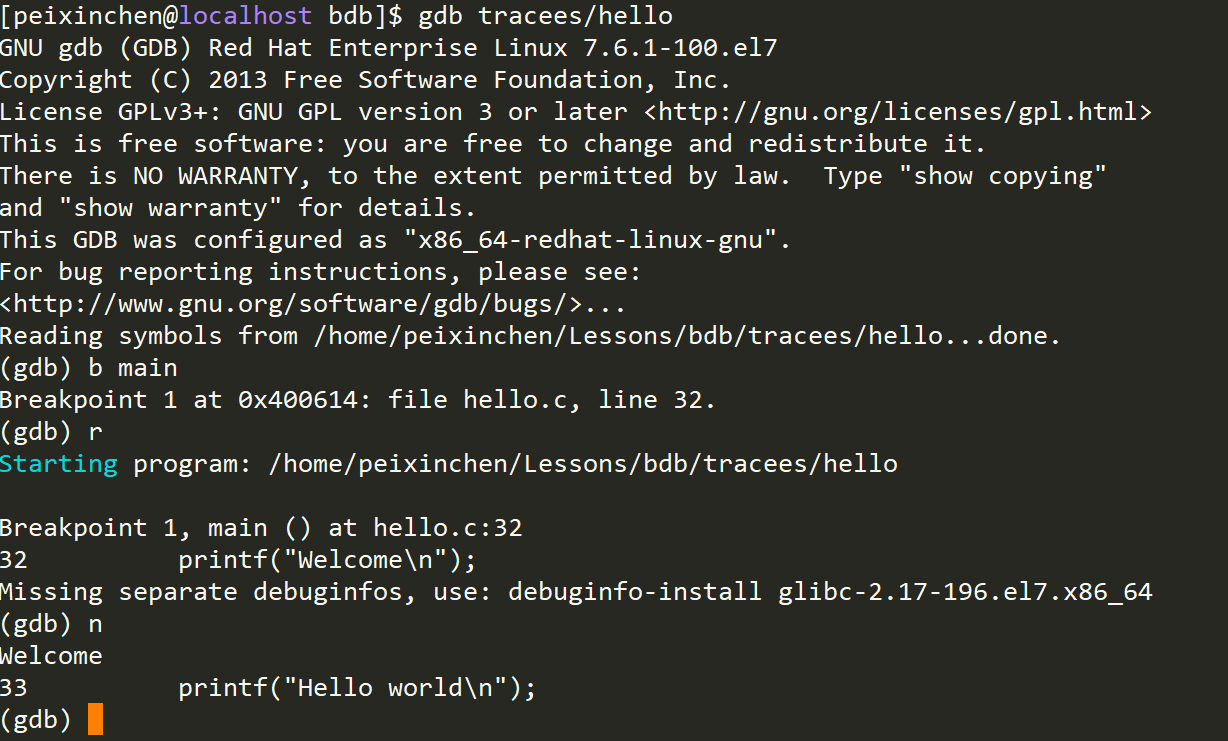 [peixinchen@localhost bdb]$ gdb tracees/hello
GNU gdb (GDB) Red Hat Enterprise Linux 7.6.1-100.el7
Copyright (C) 2013 Free Software Foundation, Inc.
License GPLv3+: GNU GPL version 3 or later <http://gnu.org/licenses/gpl.html>
This is free software: you are free to change and redistribute it.
There is NO WARRANTY, to the extent permitted by law.  Type "show copying"
and "show warranty" for details.
This GDB was configured as "x86_64-redhat-linux-gnu".
For bug reporting instructions, please see:
<http://www.gnu.org/software/gdb/bugs/>...
Reading symbols from /home/peixinchen/Lessons/bdb/tracees/hello...done.
(gdb) b main
Breakpoint 1 at 0x400614: file hello.c, line 32.
(gdb) r
Starting program: /home/peixinchen/Lessons/bdb/tracees/hello

Breakpoint 1, main () at hello.c:32
32          printf("Welcome\n");
Missing separate debuginfos, use: debuginfo-install glibc-2.17-196.el7.x86_64
(gdb) n
Welcome
33          printf("Hello world\n");
(gdb)